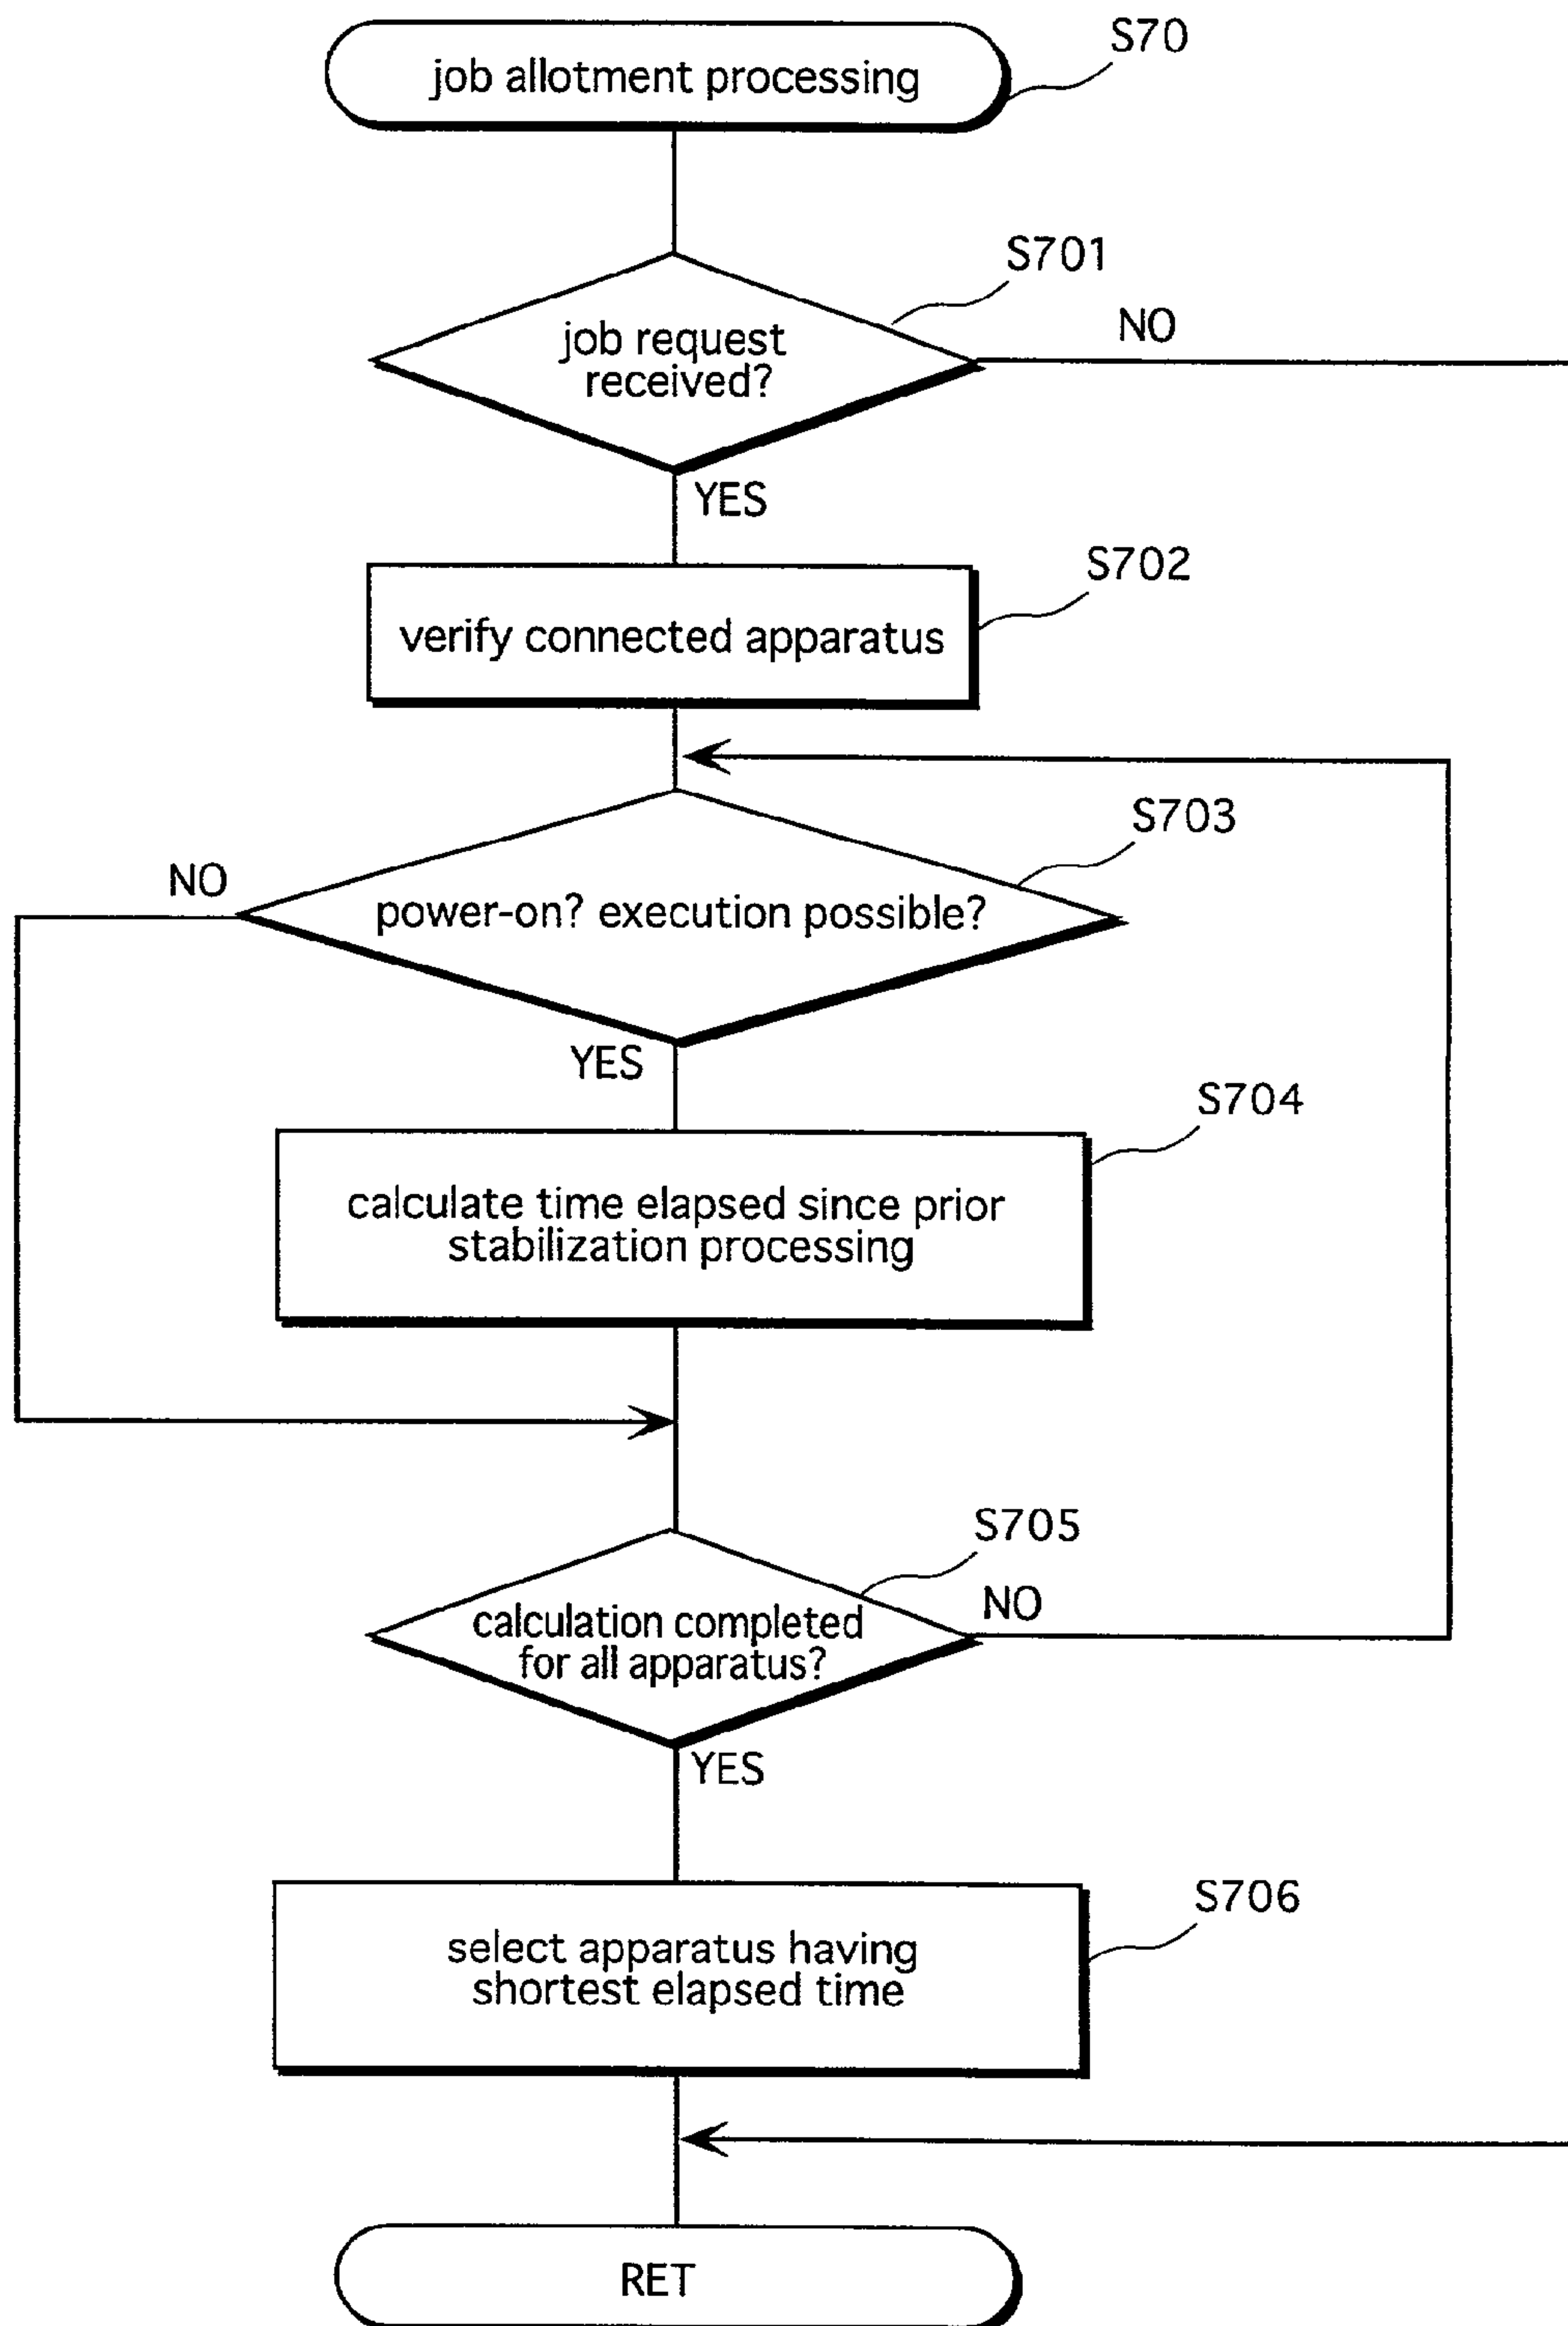 S70
job allotment processing
S701
NO
job request
received?
YES
S702
verify connected apparatus
S703
NO
power-on? execution possible?
YES
S704
calculate time elapsed since prior
stabilization processing
S705
NO
calculation completed
for all apparatus?
YES
S706
select apparatus having
shortest elapsed time
RET